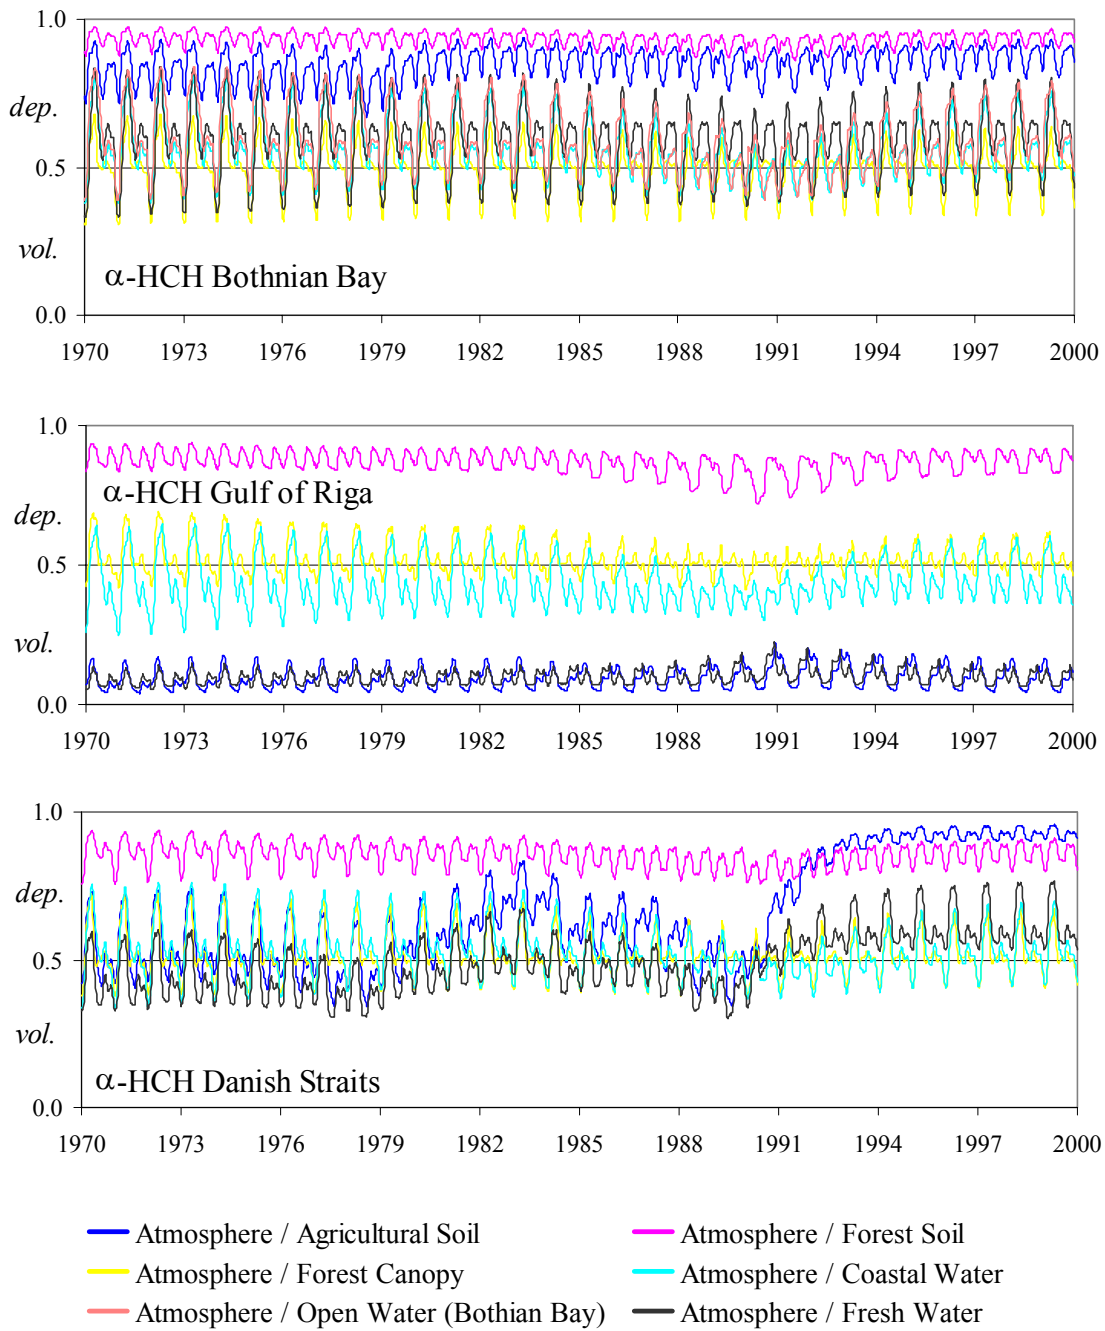 1.0
dep.
0.5
vol.
α-HCH Bothnian Bay
0.0
1970 1973 1976 1979 1982 1985 1988 1991 1994 1997 2000
1.0
α-HCH Gulf of Riga
dep.
0.5
vol.
0.0
1970 1973 1976 1979 1982 1985 1988 1991 1994 1997 2000
1.0
dep.
0.5
vol.
α-HCH Danish Straits
0.0
1970 1973 1976 1979 1982 1985 1988 1991 1994 1997 2000
Atmosphere / Agricultural Soil Atmosphere / Forest Soil
Atmosphere / Forest Canopy Atmosphere / Coastal Water
Atmosphere / Open Water (Bothian Bay) Atmosphere / Fresh Water